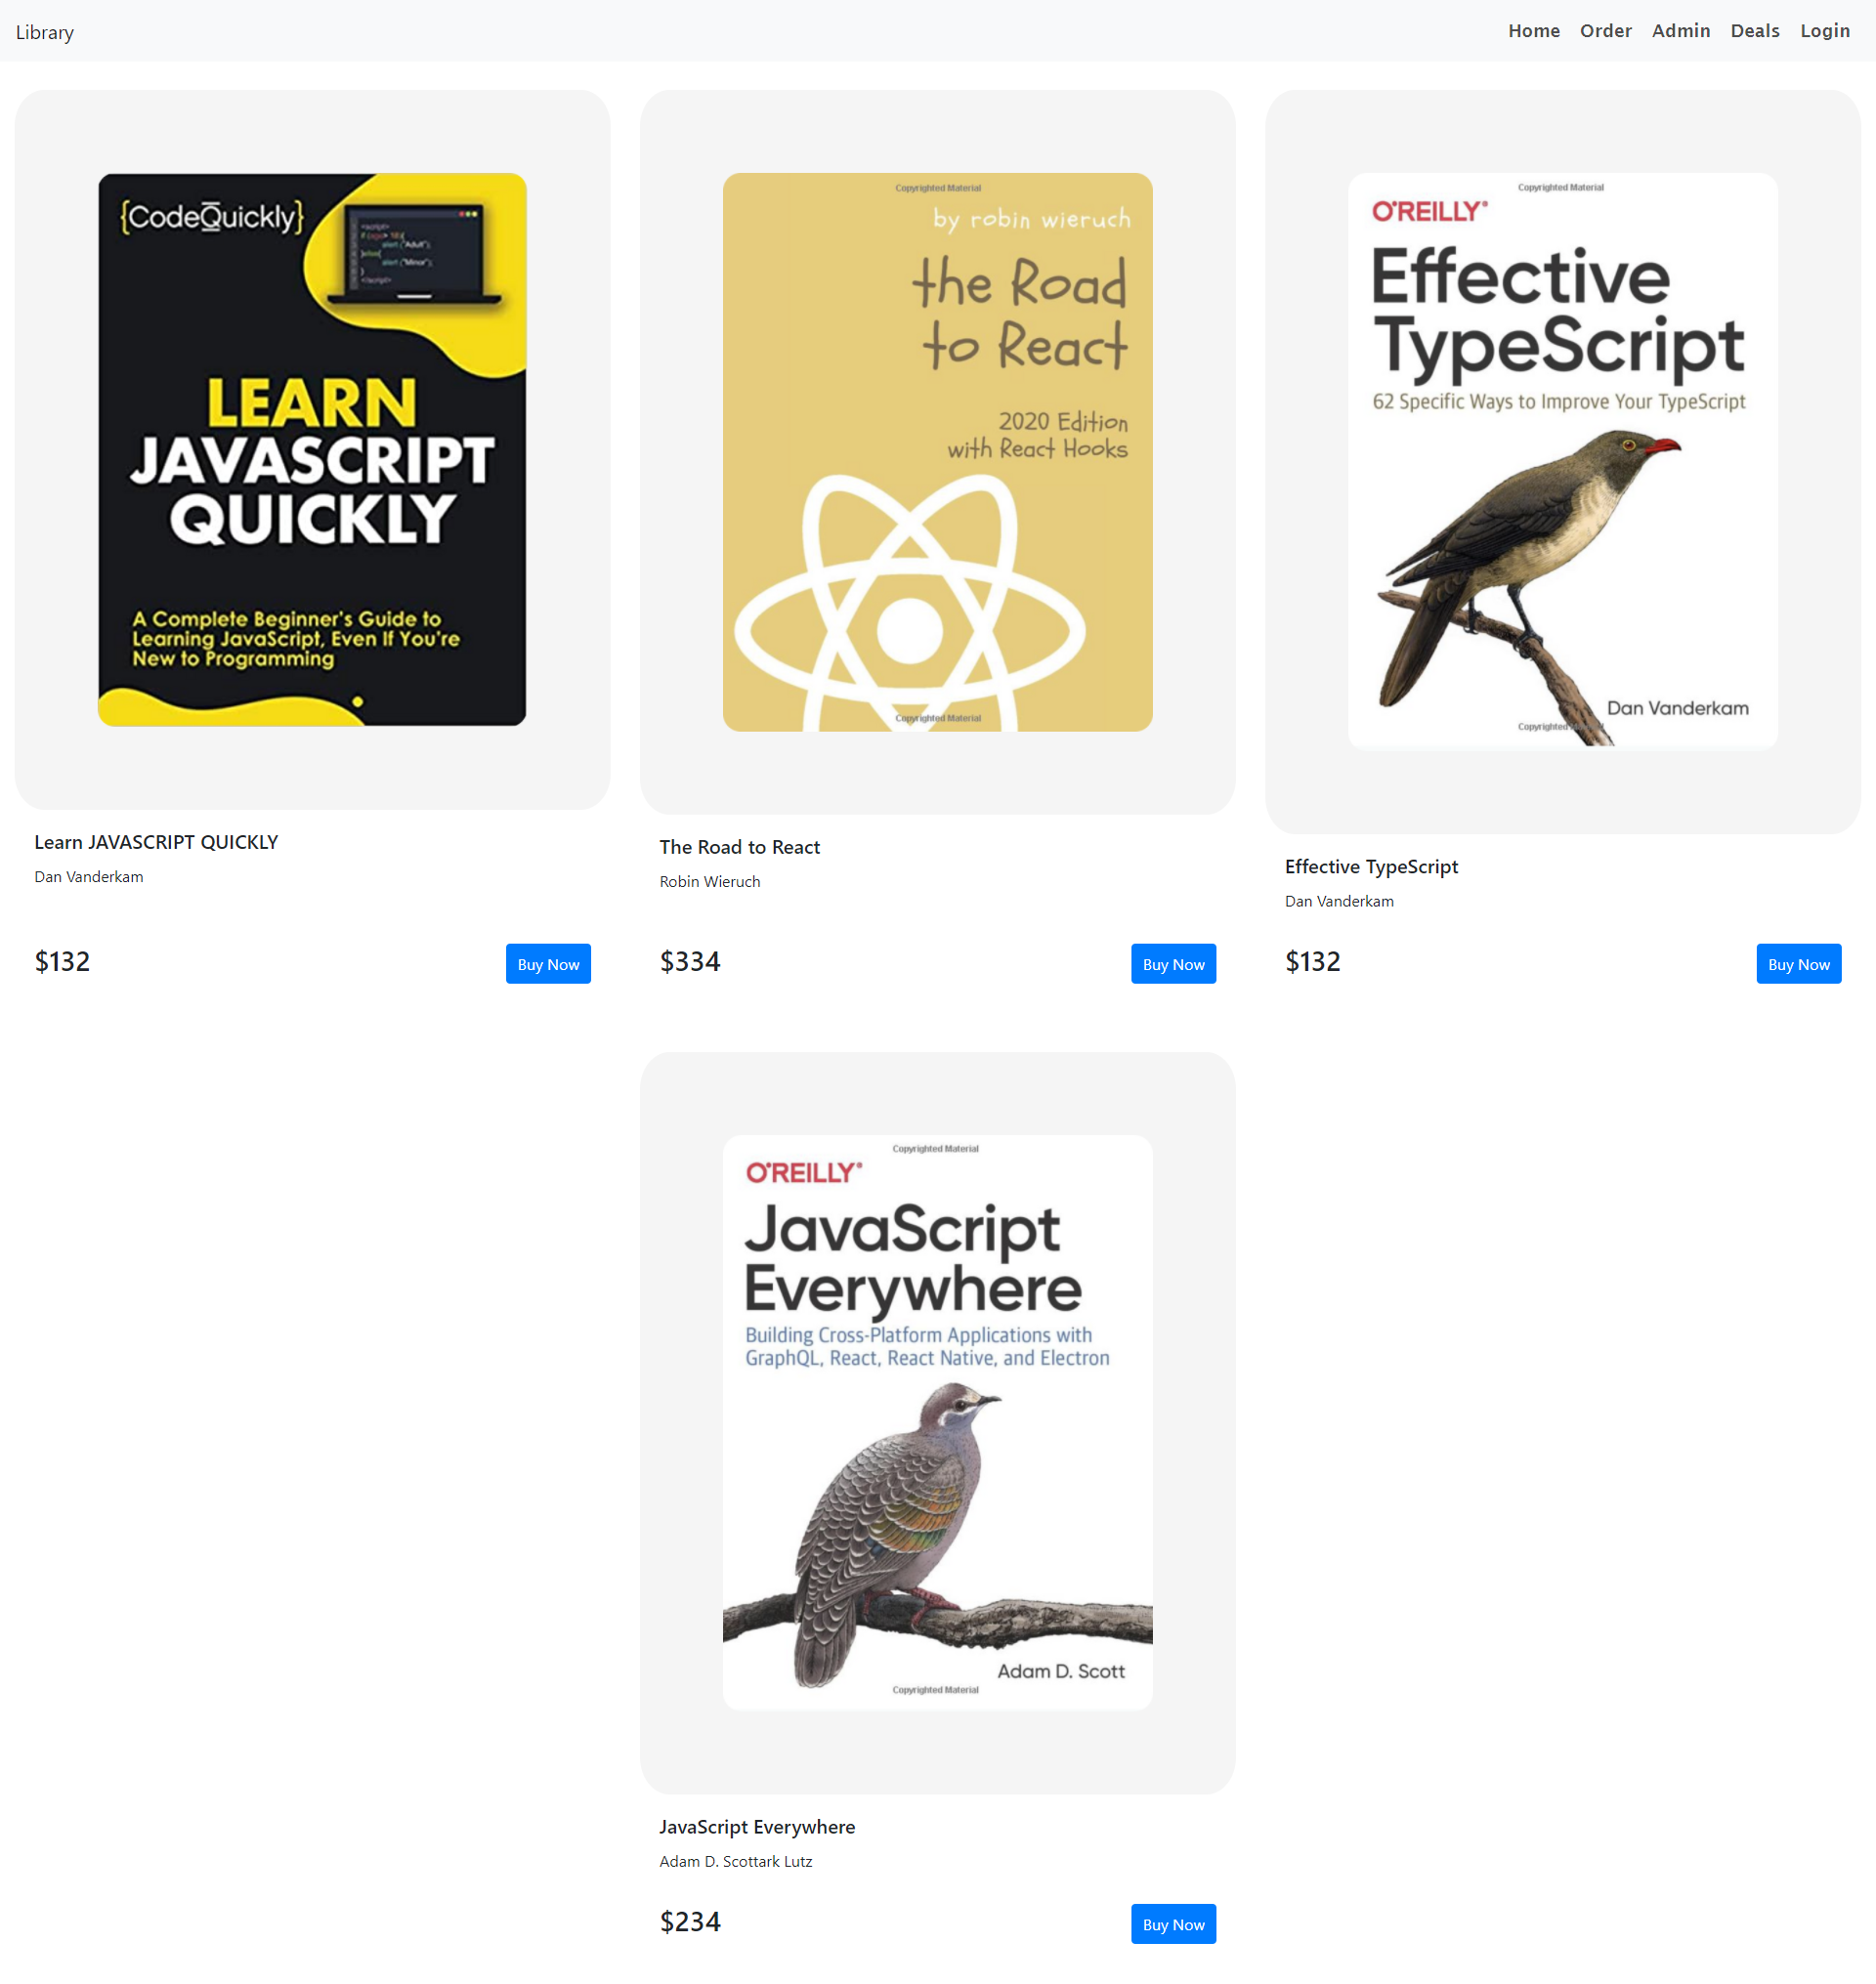 Library
Home Order Admin Deals Login
{CodeQuickly}
LEARN
JAVASCRIPT
QUICKLY
A Complete Beginner's Guide to
Learning JavaScript, Even If You're
New to Programming
Learn JAVASCRIPT QUICKLY
Dan Vanderkam
$132
Buy Now
Copyrighted Material
by robin wieruch
the Road
to React
2020 Edition
with React Hooks
Copyrighted Material
The Road to React
Robin Wieruch
$334
Buy Now
Copyrighted Material
O'REILLY®
Effective
TypeScript
62 Specific Ways to Improve Your TypeScript
Dan Vanderkam
Copyrighted
Effective TypeScript
Dan Vanderkam
$132
Buy Now
Copyrighted Material
O'REILLY®
JavaScript
Everywhere
Building Cross-Platform Applications with
GraphQL, React, React Native, and Electron
Adam D. Scott
Copyrighted Material
JavaScript Everywhere
Adam D. Scottark Lutz
$234
Buy Now